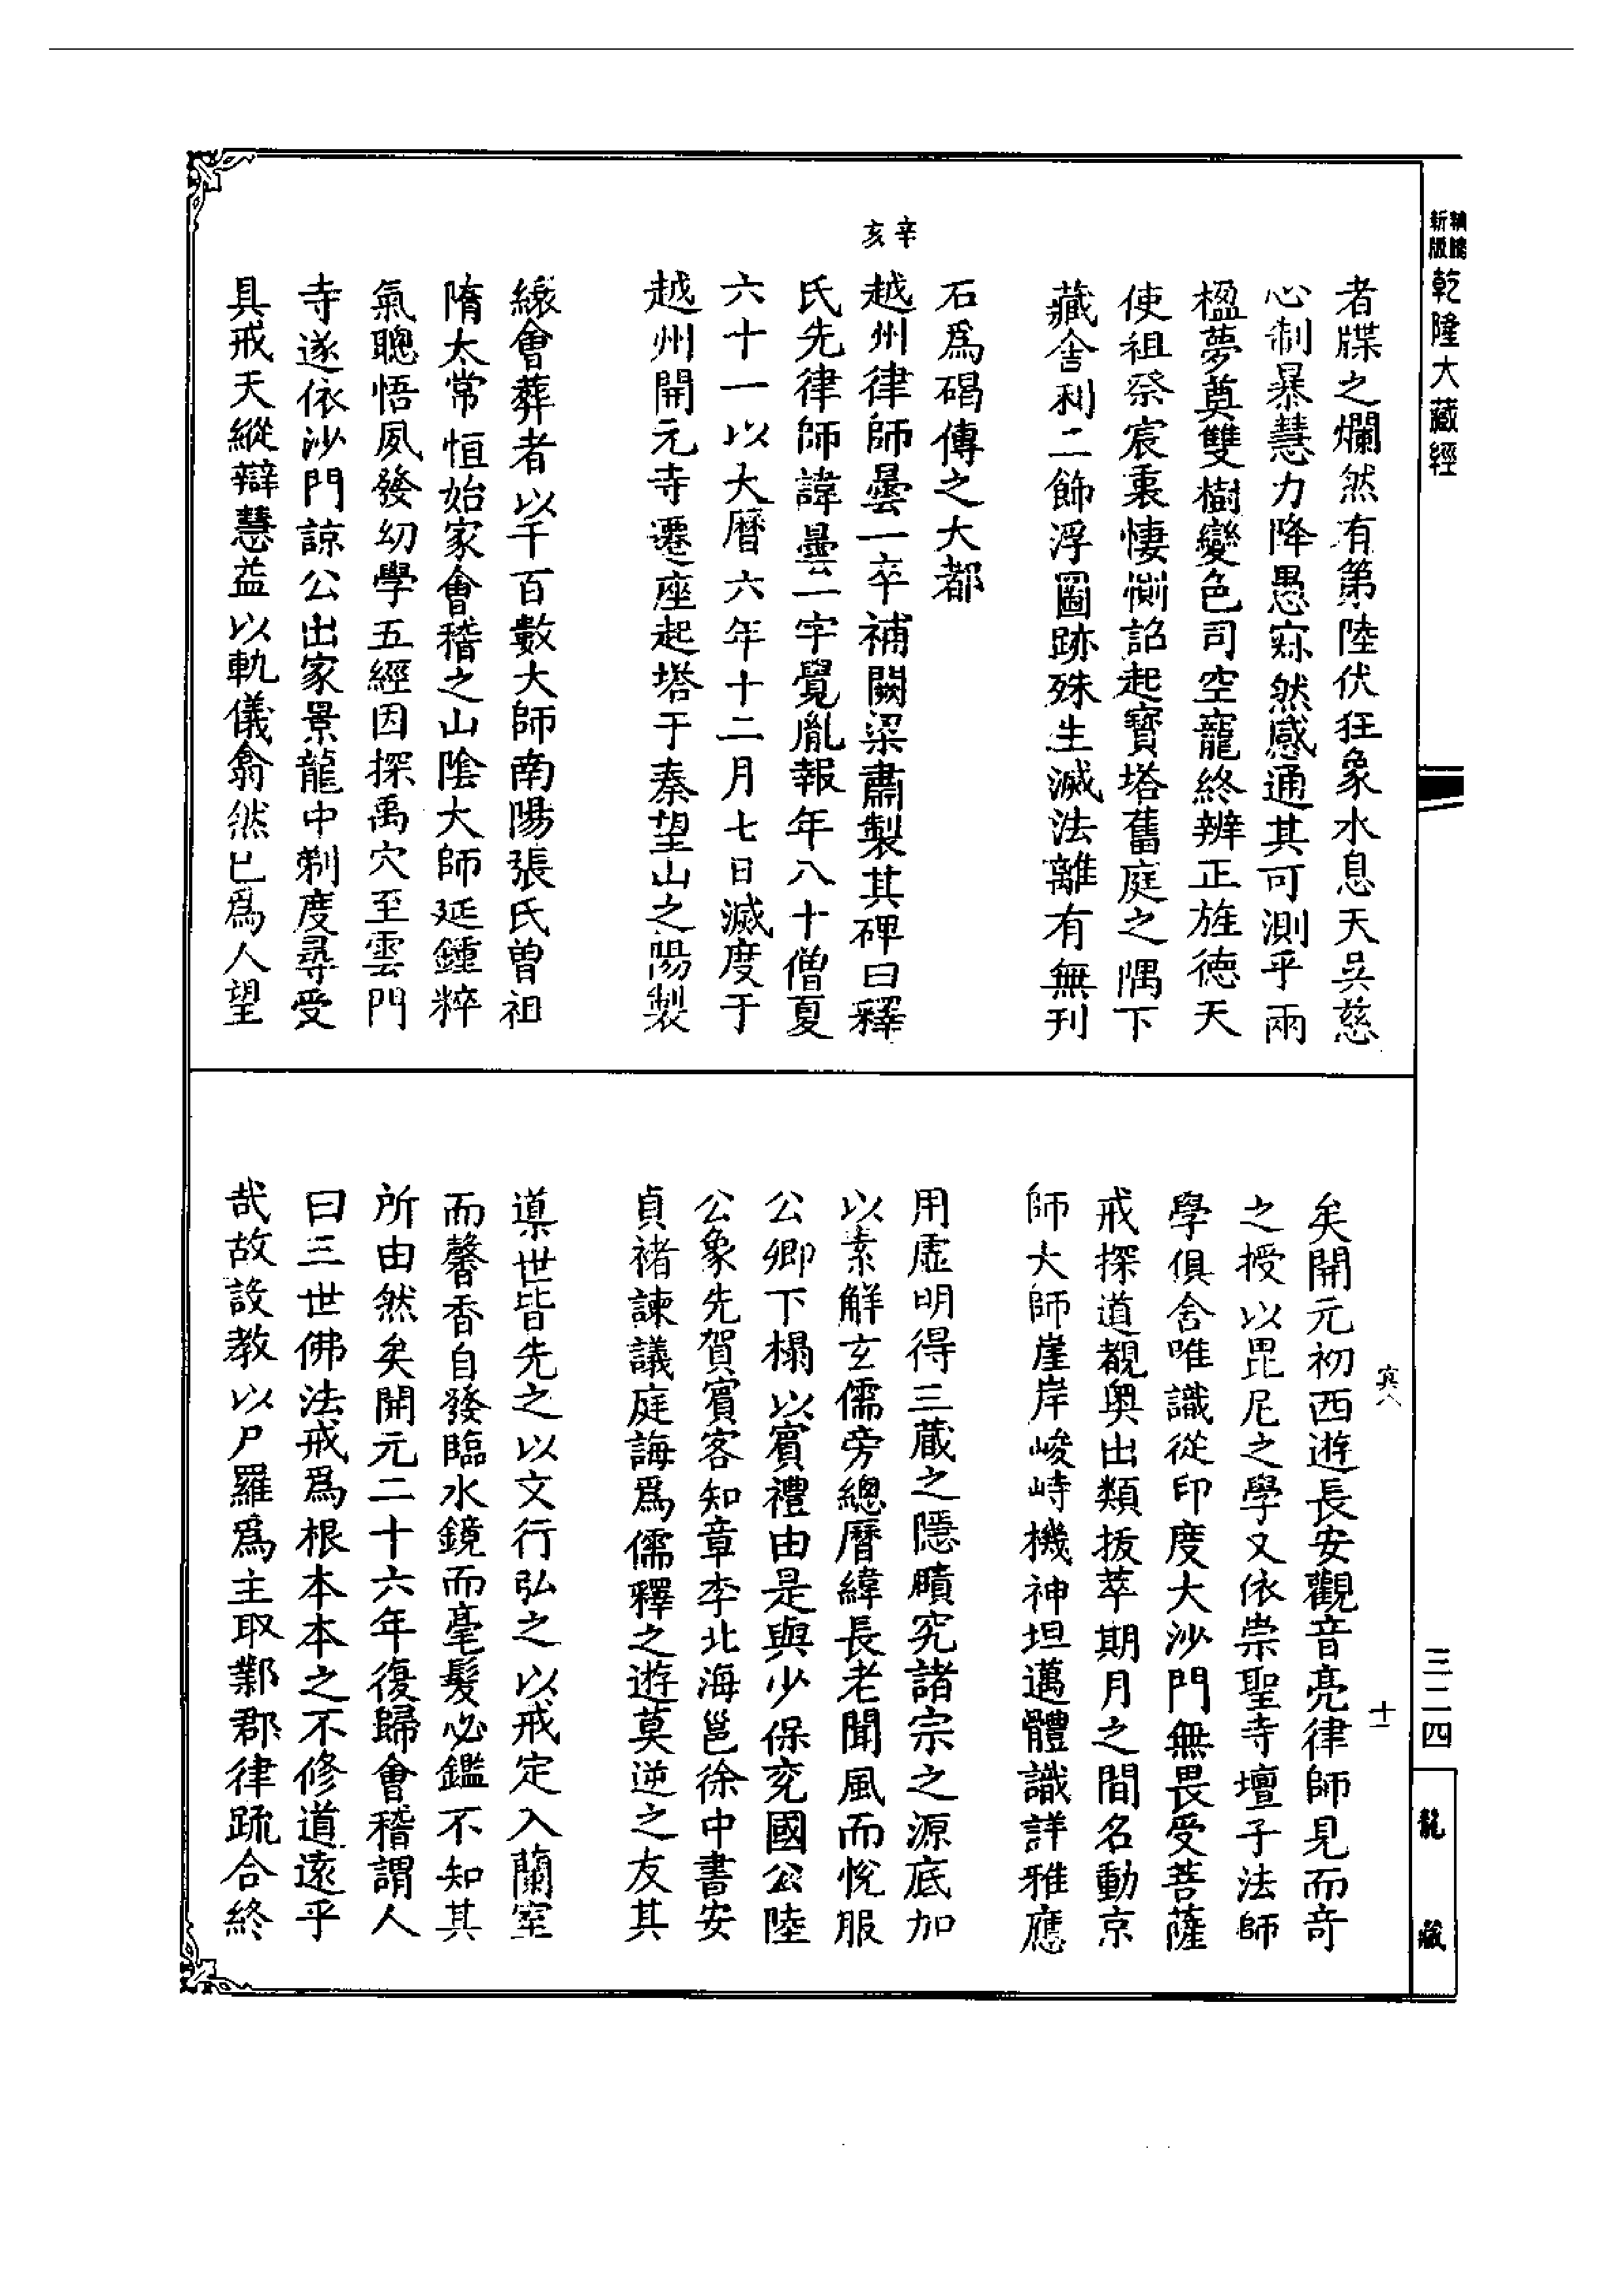 精縮新版
乾隆大藏經
者牒之爛然有第陸伏狂象水息天吳慈
心制暴慧力降愚寂然感通其可測乎兩
楹夢奠雙樹變色司空寵終辨正旌德天
使祖祭宸衷悽惻詔起寶塔舊庭之隅下
藏舍利二飾浮圖跡殊生滅法離有無刊
石爲碣傳之大都
辛亥
越州律師曇一卒補闕梁肅製其碑曰釋
氏先律師諱曇一字覺胤報年八十僧夏
六十一以大曆六年十二月七日滅度于
越州開元寺遷座起塔于秦望山之陽製
縗會葬者以千百數大師南陽張氏曾祖
隋太常恒始家會稽之山陰大師延鍾粹
氣聰悟夙發幼學五經因探禹穴至雲門
寺遂依沙門諒公出家景龍中剃度尋受
具戒天縱辯慧益以軌儀翕然已爲人望
賓八
十一
矣開元初西遊長安觀音亮律師見而奇
之授以毘尼之學又依崇聖寺壇子法師
學俱舍唯識從印度大沙門無畏受菩薩
戒探道覩奧出類拔萃期月之間名動京
師大師崖岸峻峙機神坦邁體識詳雅應
用虛明得三藏之隱賾究諸宗之源底加
以素解玄儒旁總曆緯長老聞風而悅服
公卿下榻以賓禮由是與少保兗國公陸
公象先賀賓客知章李北海邕徐中書安
貞褚諫議庭誨爲儒釋之遊莫逆之友其
導世皆先之以文行弘之以戒定入蘭室
而馨香自發臨水鏡而毫髮必鑑不知其
所由然矣開元二十六年復歸會稽謂人
曰三世佛法戒爲根本本之不修道遠乎
哉故設教以尸羅爲主取鄴郡律疏合終
三二四
龍藏